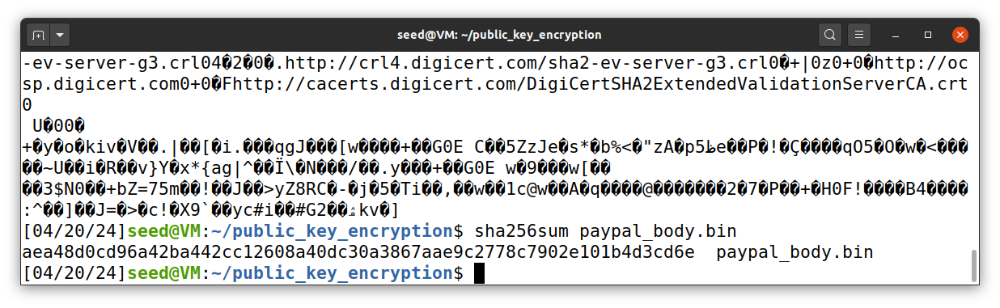 seed@VM: ~/public_key_encryption
-ev-server-g3.crl04�2�0�.http://crl4.digicert.com/sha2-ev-server-g3.crl0�+|0z0+0�http://oc
sp.digicert.com0+0�Fhttp://cacerts.digicert.com/DigiCertSHA2ExtendedValidationServerCA.crt
0
U�00�
+�y�o�kiv�V��.|��[�i.���qgJ���[w����+��G0E C��5ZzJe�s*�b%<�"zA�p5ظe��P�!�Ç����qO5�O�w�<���
��~U��i�R��v}Y�x*{ag|^��Ï\�N���/��.y���+��G0E w�9���w[��
��3$N0��+bZ=75m��!��J��>yZ8RC�-�j�5�Ti��,��w��1c@w��A�q����@�������2�7�P��+�H0F!����B4����
:^��]��J=�>�c!�X9`��yc#i��#G2��kv�]
[04/20/24]seed@VM:~/public_key_encryption$ sha256sum paypal_body.bin
aea48d0cd96a42ba442cc12608a40dc30a3867aae9c2778c7902e101b4d3cd6e  paypal_body.bin
[04/20/24]seed@VM:~/public_key_encryption$